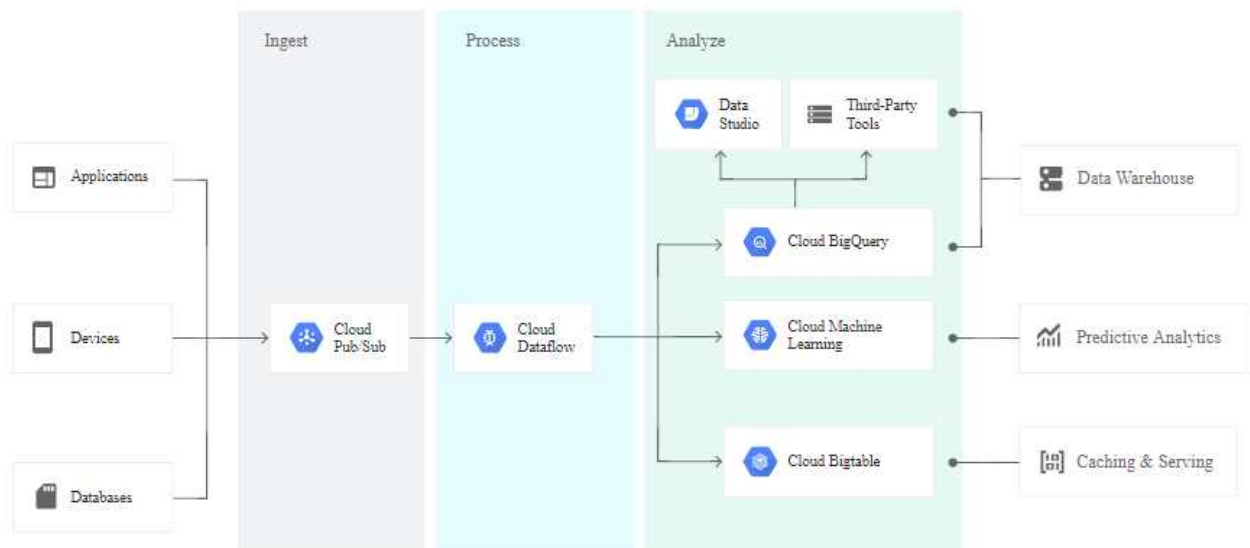 Ingest
Process
Analyze
Data
Studio
Third-Party
Tools
Applications
Data Warehouse
Cloud BigQuery
Devices
Cloud
Pub/Sub
Cloud
Dataflow
Cloud Machine
Learning
Predictive Analytics
Databases
Cloud Bigtable
Caching & Serving